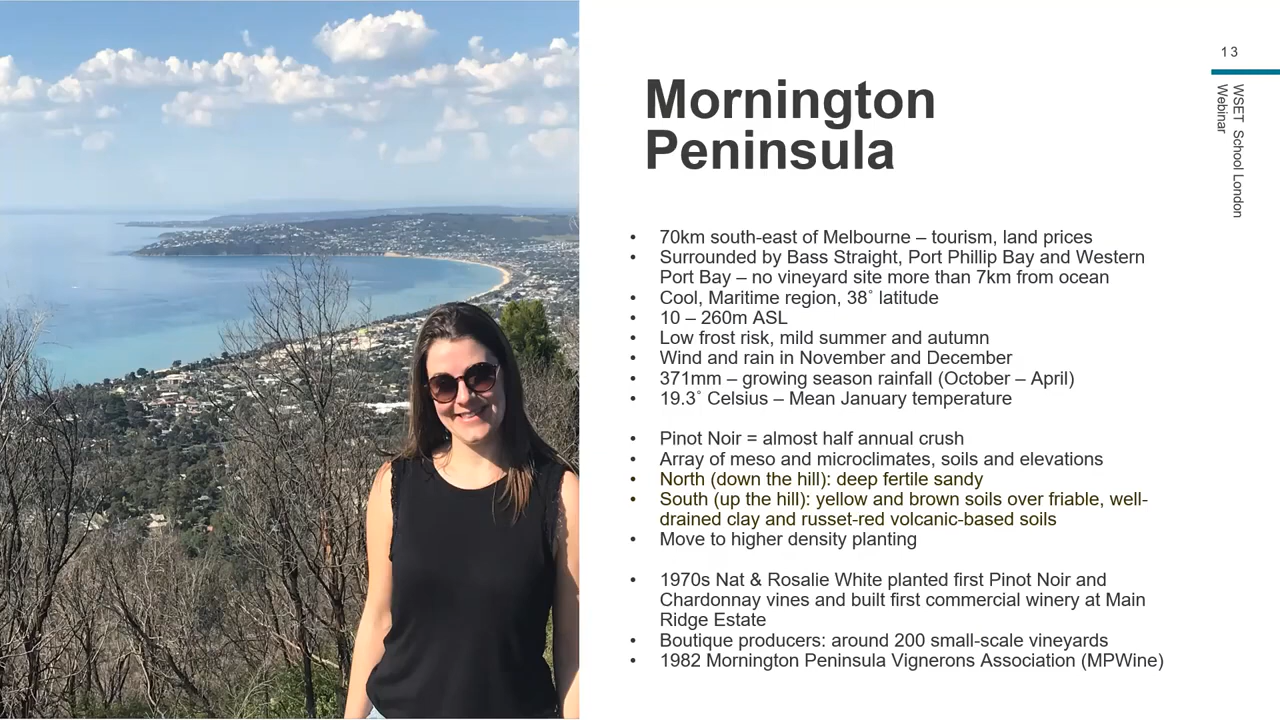 13
WSET School London
Webinar
Mornington
Peninsula
• 70km south-east of Melbourne – tourism, land prices
• Surrounded by Bass Straight, Port Phillip Bay and Western
Port Bay – no vineyard site more than 7km from ocean
• Cool, Maritime region, 38˚ latitude
• 10 – 260m ASL
• Low frost risk, mild summer and autumn
• Wind and rain in November and December
• 371mm – growing season rainfall (October – April)
• 19.3˚ Celsius – Mean January temperature
• Pinot Noir = almost half annual crush
• Array of meso and microclimates, soils and elevations
• North (down the hill): deep fertile sandy
• South (up the hill): yellow and brown soils over friable, well-
drained clay and russet-red volcanic-based soils
• Move to higher density planting
• 1970s Nat & Rosalie White planted first Pinot Noir and
Chardonnay vines and built first commercial winery at Main
Ridge Estate
• Boutique producers: around 200 small-scale vineyards
• 1982 Mornington Peninsula Vignerons Association (MPWine)